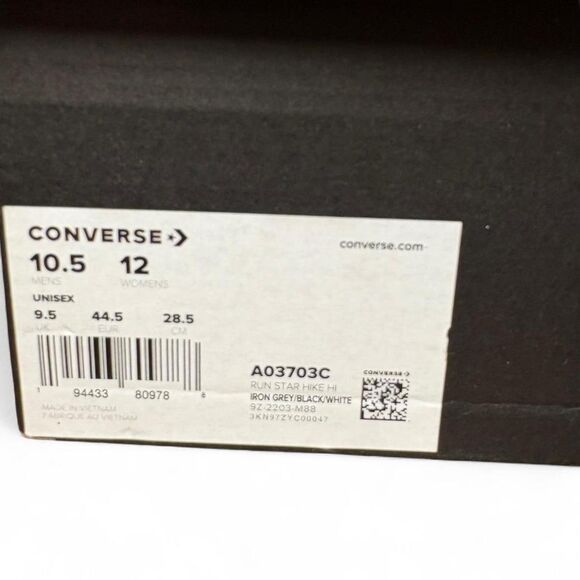 CONVERSE
converse.com
10.5 12
MENS WOMENS
UNISEX
9.5 44.5 28.5
UK EUR CM
1 94433 80978 8
MADE IN VIETNAM
FABRIQUE AU VIETNAM
A03703C
RUN STAR HIKE HI
IRON GREY/BLACK/WHITE
9Z-2203-M88
3KN97ZYC00047
CONVERSE